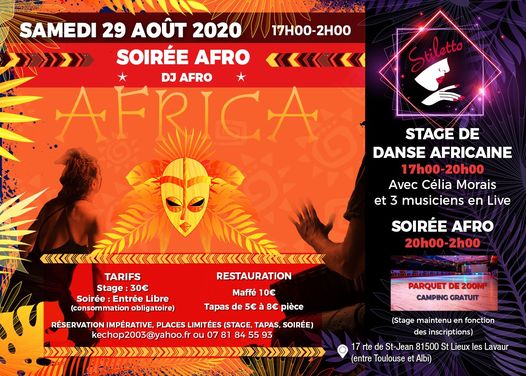 SAMEDI 29 AOÛT 2020 17H00-2H00
SOIRÉE AFRO
DJ AFRO
AFRICA
TARIFS
Stage : 30€
Soirée : Entrée Libre
(consommation obligatoire)
RESTAURATION
Maffé 10€
Tapas de 5€ à 8€ pièce
RÉSERVATION IMPÉRATIVE, PLACES LIMITÉES (STAGE, TAPAS, SOIRÉE)
kechop2003@yahoo.fr ou 07 81 84 55 93
Stiletto
STAGE DE
DANSE AFRICAINE
17h00-20h00
Avec Célia Morais
et 3 musiciens en Live
SOIRÉE AFRO
20h00-2h00
PARQUET DE 200M²
CAMPING GRATUIT
(Stage maintenu en fonction
des inscriptions)
17 rte de St-Jean 81500 St Lieux les Lavaur
(entre Toulouse et Albi)